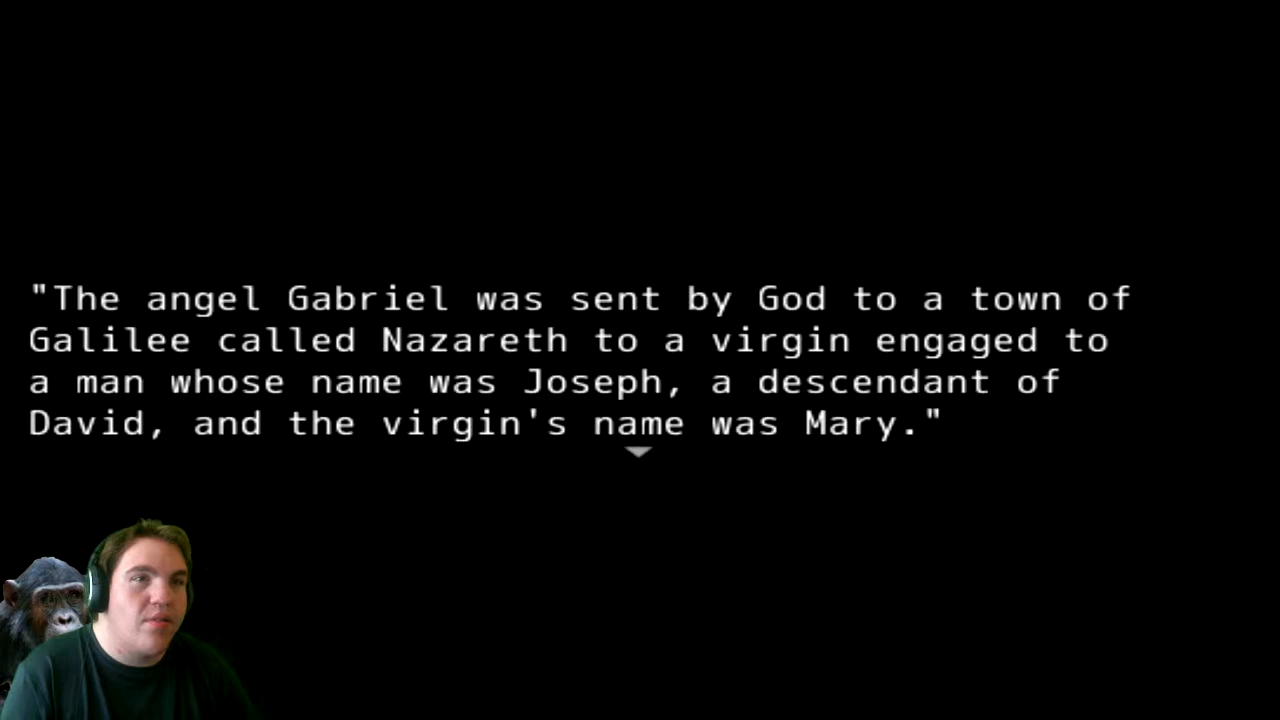 "The angel Gabriel was sent by God to a town of
Galilee called Nazareth to a virgin engaged to
a man whose name was Joseph, a descendant of
David, and the virgin's name was Mary."